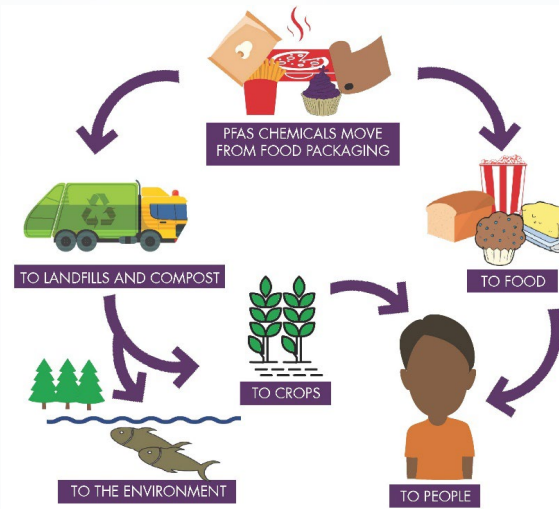 PFAS CHEMICALS MOVE
FROM FOOD PACKAGING
TO LANDFILLS AND COMPOST
TO FOOD
TO CROPS
TO THE ENVIRONMENT
TO PEOPLE